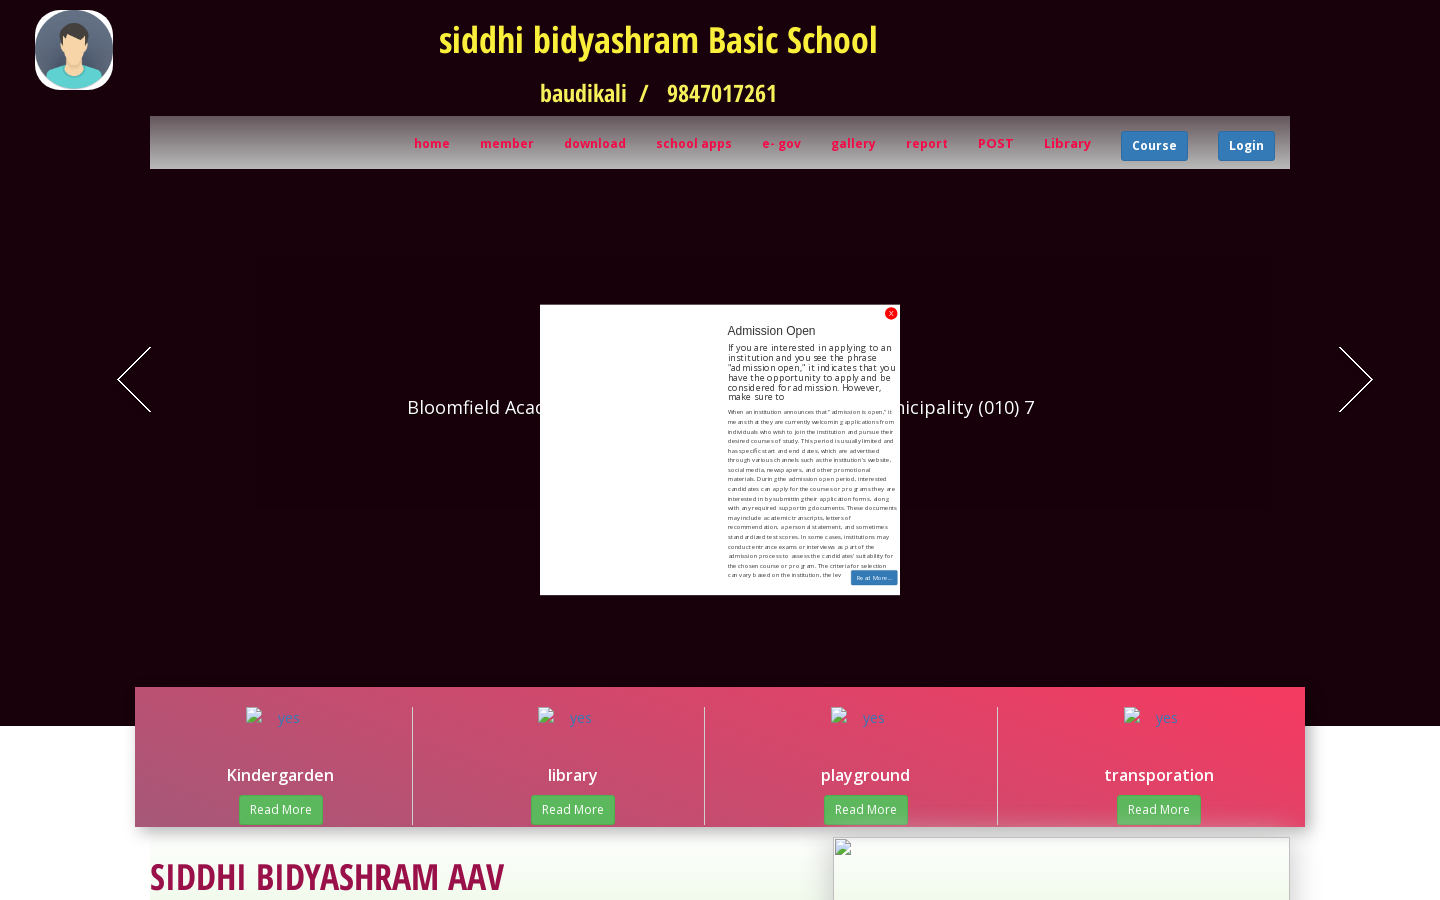 siddhi bidyashram Basic School
baudikali / 9847017261
home member download school apps e- gov gallery report POST Library Course Login
X
Admission Open
If you are interested in applying to an
institution and you see the phrase
"admission open," it indicates that you
have the opportunity to apply and be
considered for admission. However,
make sure to
When an institution announces that "admission is open," it
means that they are currently welcoming applications from
individuals who wish to join the institution and pursue their
desired courses of study. This period is usually limited and
has specific start and end dates, which are advertised
through various channels such as the institution's website,
social media, newspapers, and other promotional
materials. During the admission open period, interested
candidates can apply for the courses or programs they are
interested in by submitting their application forms, along
with any required supporting documents. These documents
may include academic transcripts, letters of
recommendation, a personal statement, and sometimes
standardized test scores. In some cases, institutions may
conduct entrance exams or interviews as part of the
admission process to assess the candidates' suitability for
the chosen course or program. The criteria for selection
can vary based on the institution, the lev
Read More...
Bloomfield Acad
nicipality (010) 7
yes yes yes yes
Kindergarden library playground transporation
Read More Read More Read More Read More
SIDDHI BIDYASHRAM AAV